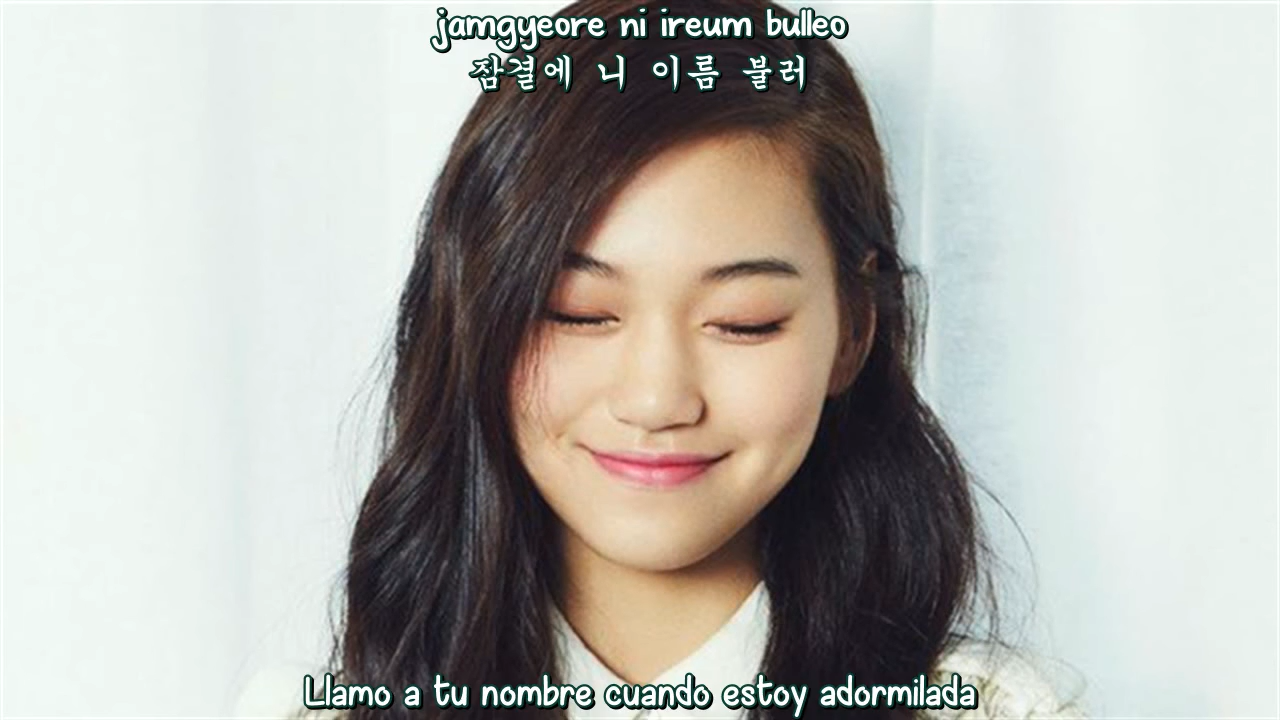 jamgyeore ni ireum bulleo
잠결에 니 이름 불러
Llamo a tu nombre cuando estoy adormilada